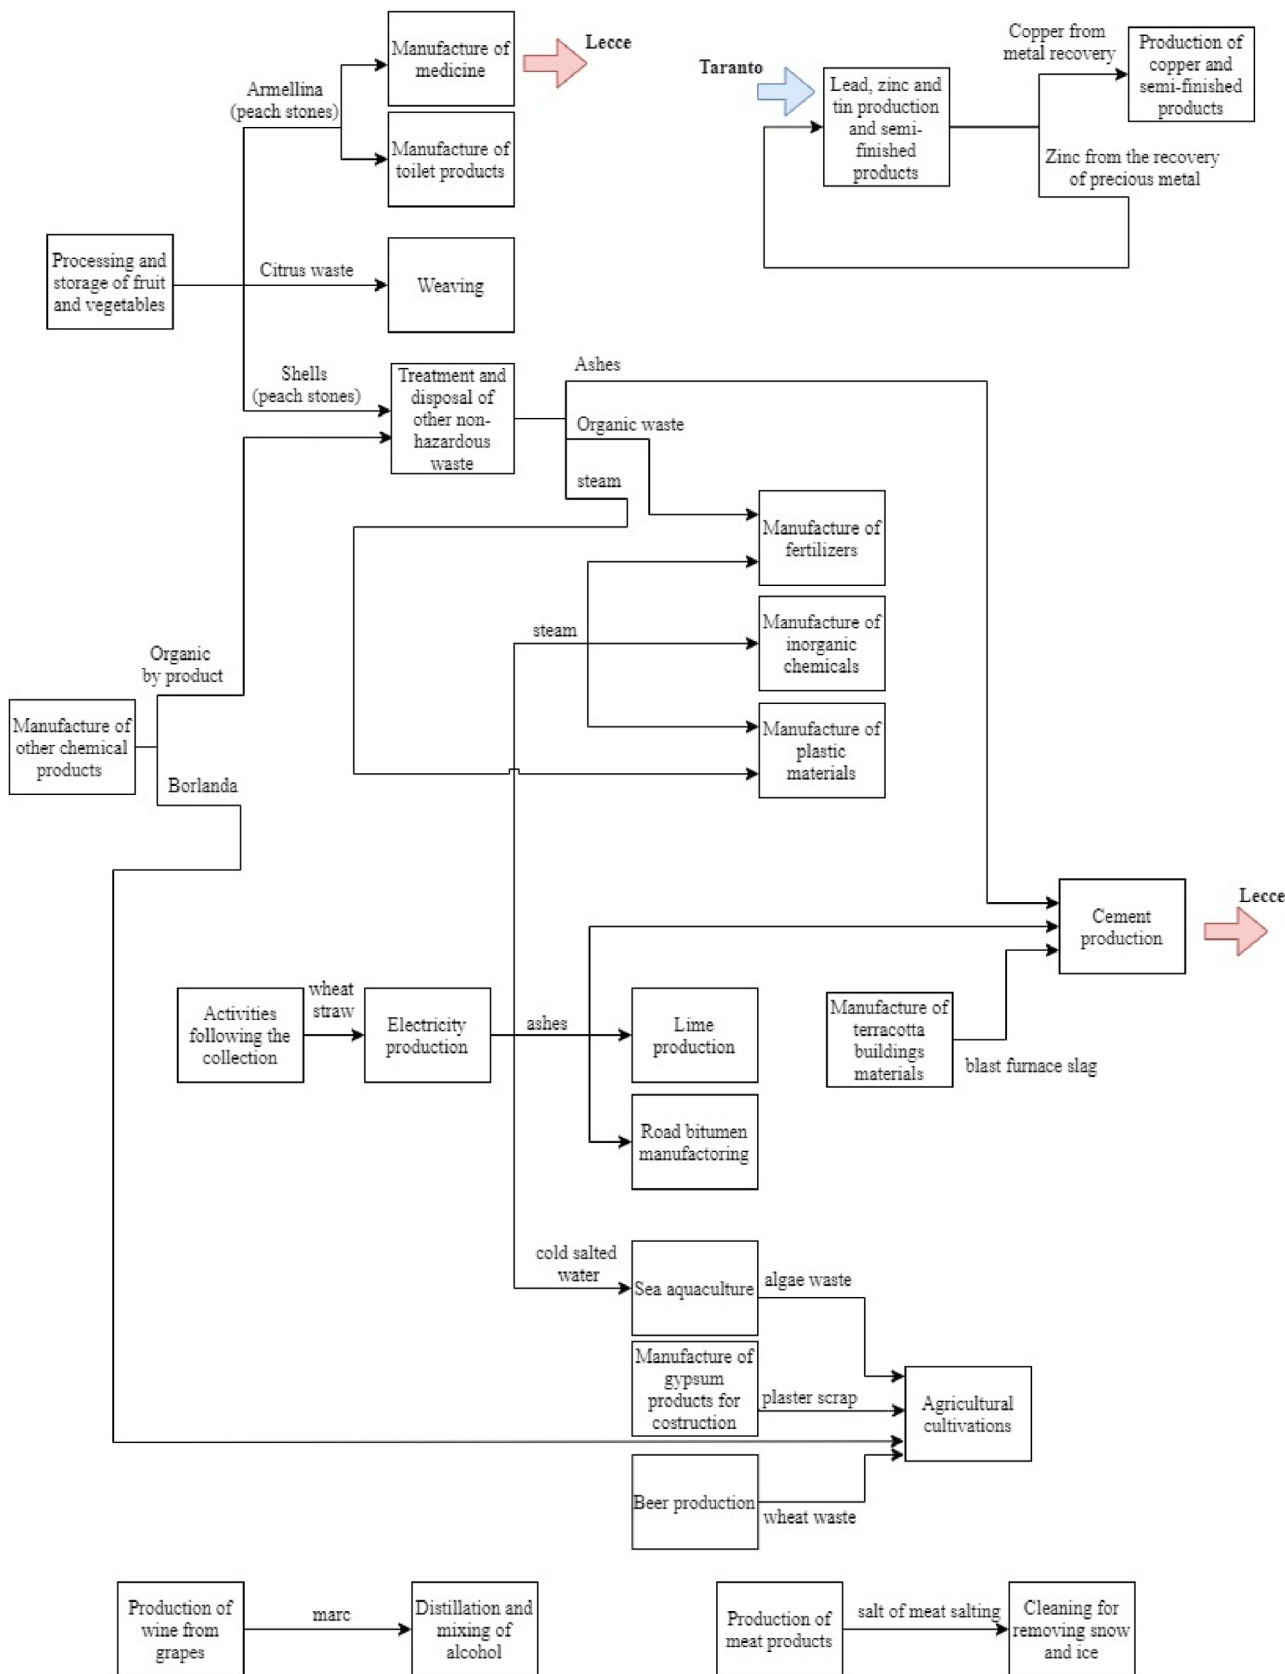 Manufacture of
medicine
Lecce
Armellina
(peach stones)
Manufacture of
toilet products
Taranto
Lead, zinc and
tin production
and semi-
finished
products
Copper from
metal recovery
Production of
copper and
semi-finished
products
Zinc from the recovery
of precious metal
Processing and
storage of fruit
and vegetables
Citrus waste
Weaving
Shells
(peach stones)
Treatment and
disposal of
other non-
hazardous
waste
Ashes
Organic waste
steam
Manufacture of
fertilizers
steam
Manufacture of
inorganic
chemicals
Manufacture of
plastic
materials
Organic
by product
Manufacture of
other chemical
products
Borlanda
Cement
production
Lecce
Activities
following the
collection
wheat
straw
Electricity
production
ashes
Lime
production
Manufacture of
terracotta
buildings
materials
blast furnace slag
Road bitumen
manufactoring
cold salted
water
Sea aquaculture
algae waste
Manufacture of
gypsum
products for
costruction
plaster scrap
Agricultural
cultivations
Beer production
wheat waste
Production of
wine from
grapes
marc
Distillation and
mixing of
alcohol
Production of
meat products
salt of meat salting
Cleaning for
removing snow
and ice